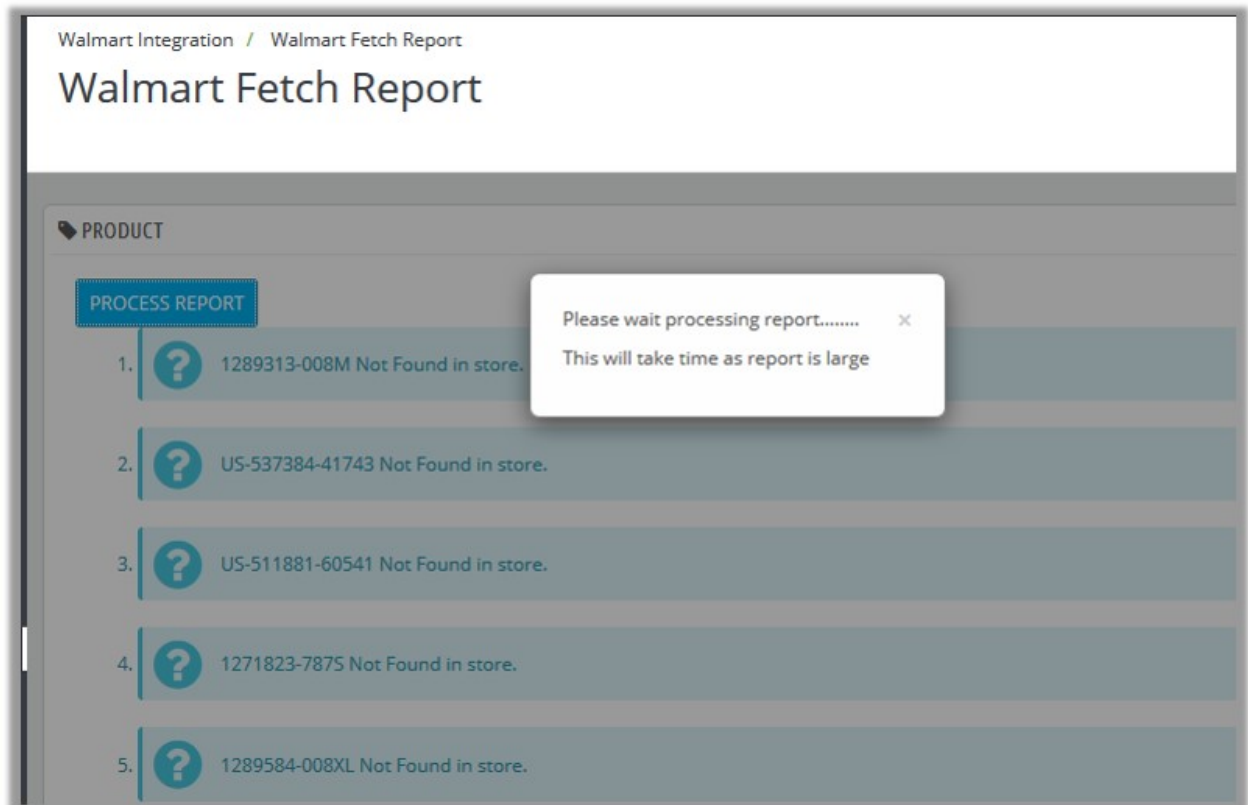 Walmart Integration / Walmart Fetch Report
Walmart Fetch Report
PRODUCT
PROCESS REPORT
Please wait processing report........ ×
This will take time as report is large
1. 1289313-008M Not Found in store.
2. US-537384-41743 Not Found in store.
3. US-511881-60541 Not Found in store.
4. 1271823-787S Not Found in store.
5. 1289584-008XL Not Found in store.